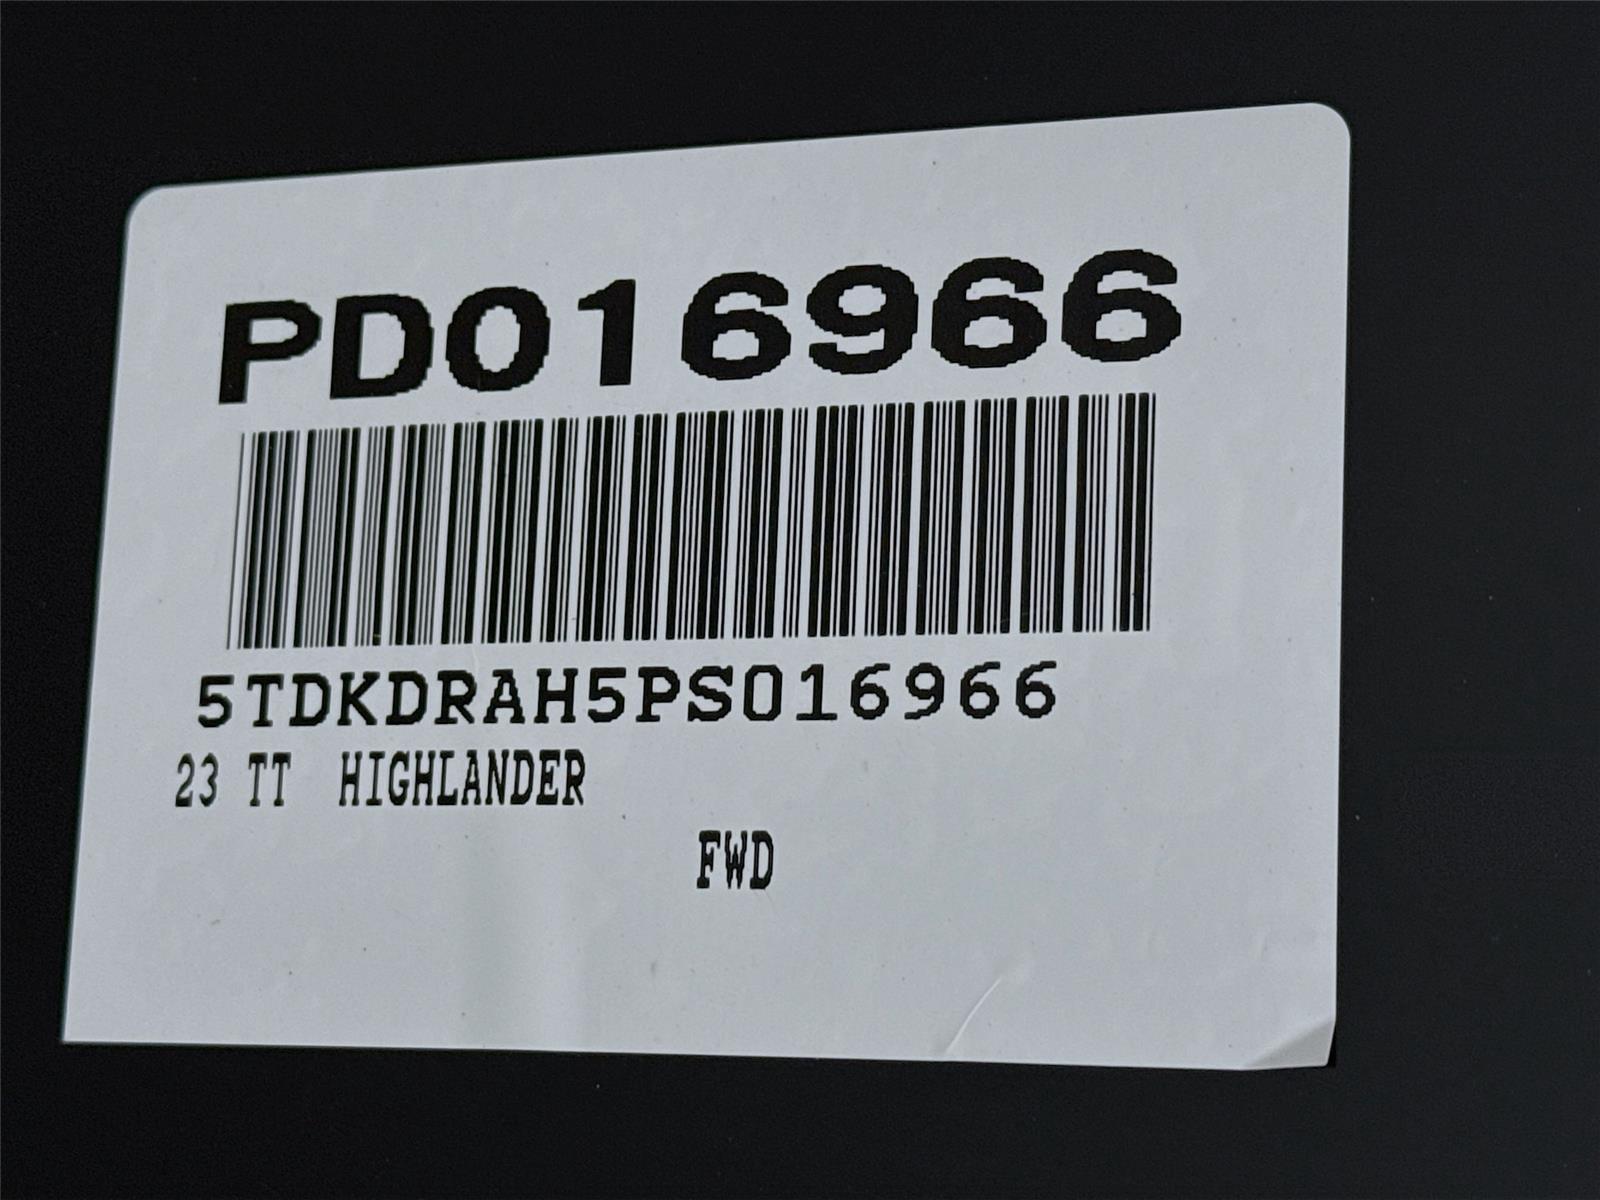 PD016966
5TDKDRAH5PS016966
23 TT HIGHLANDER
FWD